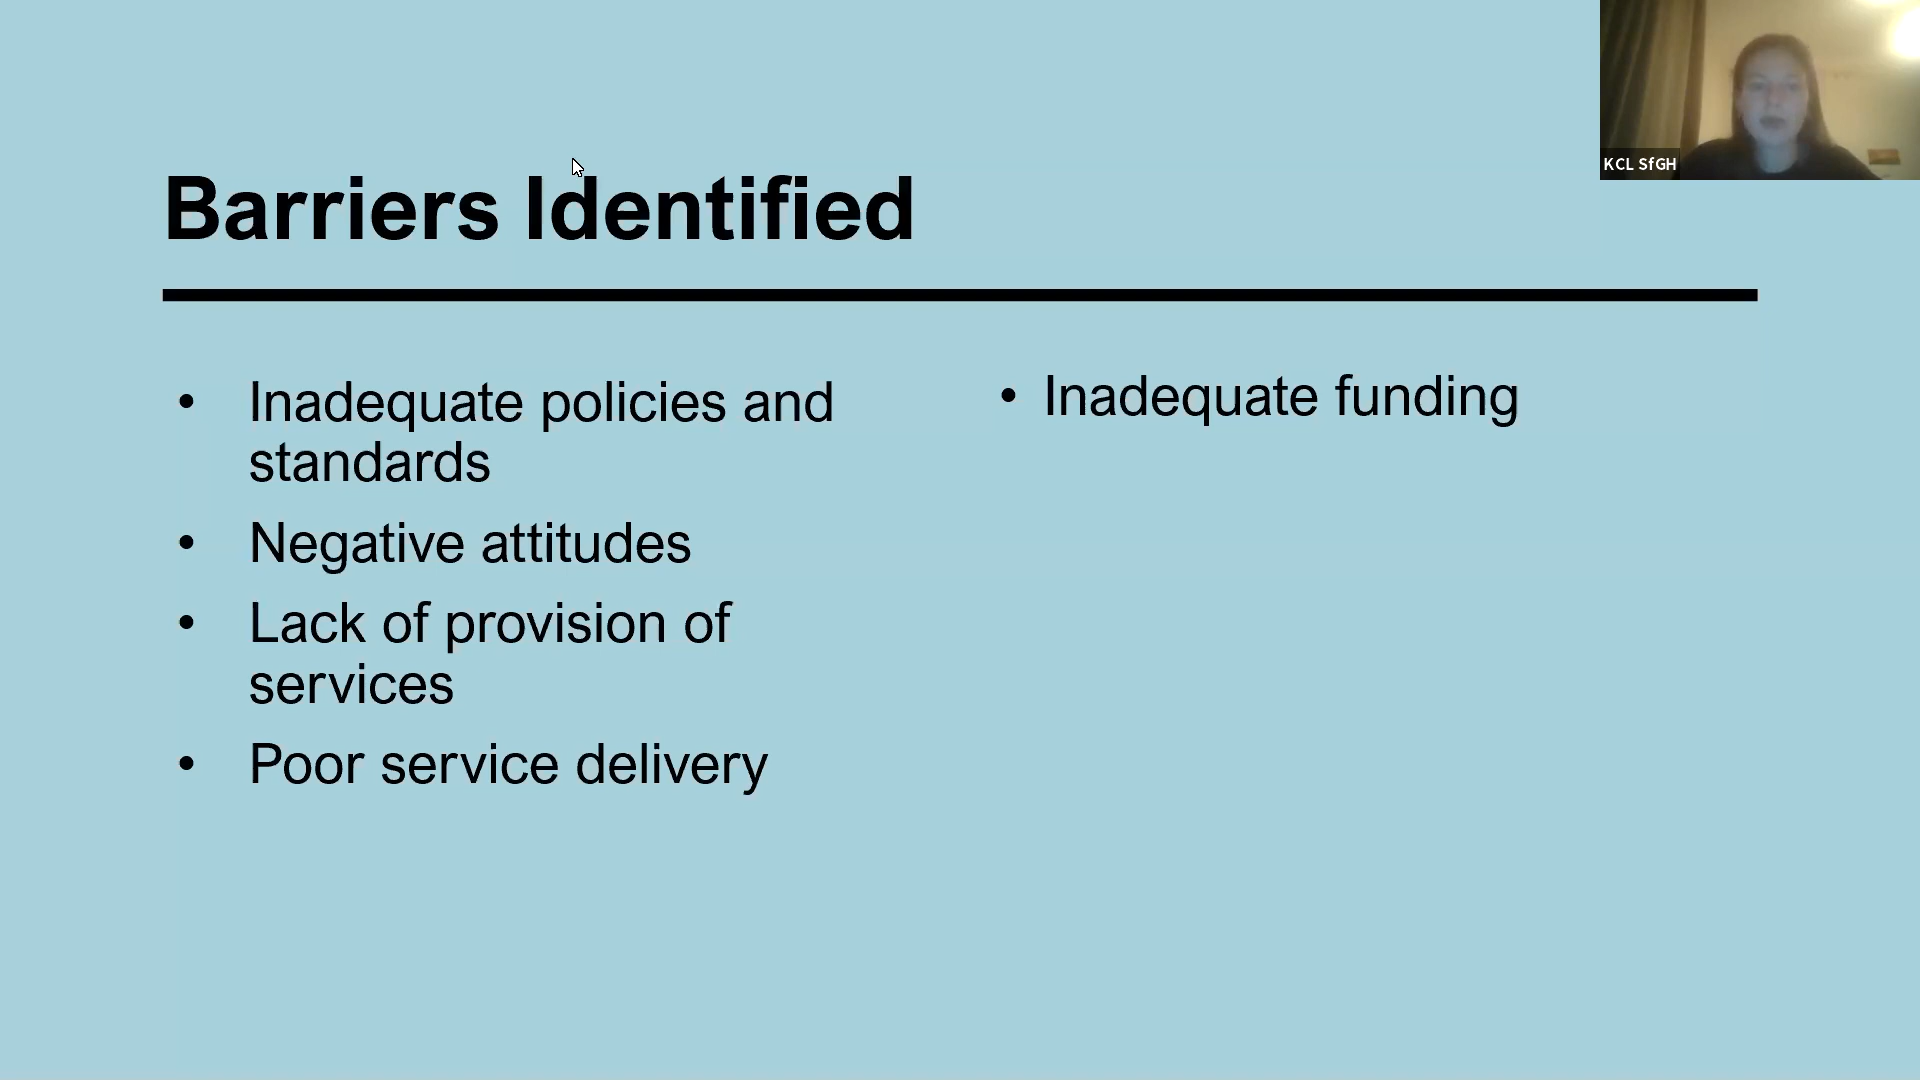 Barriers Identified
• Inadequate policies and
standards
• Negative attitudes
• Lack of provision of
services
• Poor service delivery
• Inadequate funding
KCL SfGH